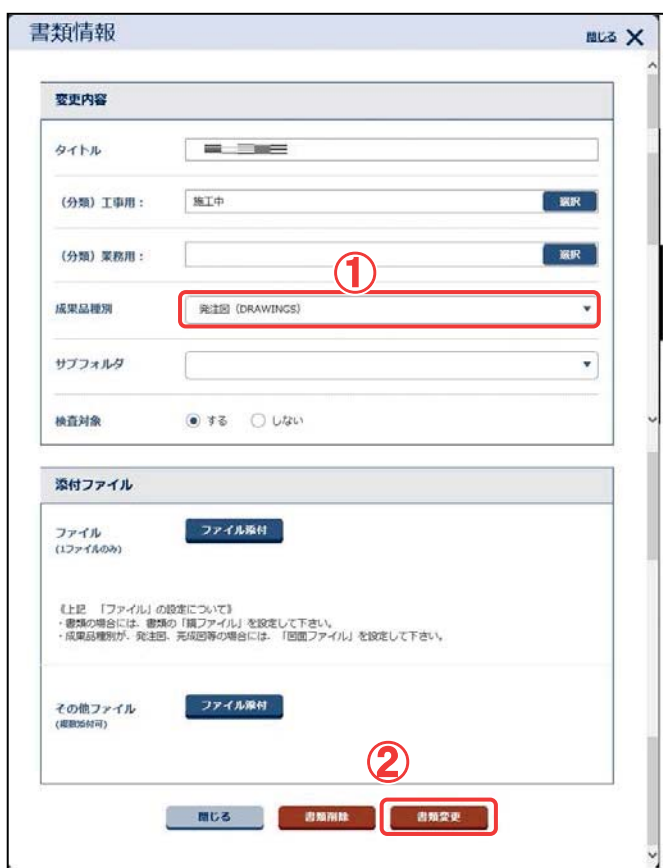 書類情報
閉じる
変更内容
タイトル
（分類）工事用：
施工中
選択
（分類）業務用：
選択
①
成果品種別
発注図（DRAWINGS）
サブフォルダ
検査対象
する
しない
添付ファイル
ファイル
ファイル添付
(1ファイルのみ)
《上記　「ファイル」の設定について》
・書類の場合には、書類の「鏡ファイル」を設定して下さい。
・成果品種別が、発注図、完成図等の場合には、「図面ファイル」を設定して下さい。
その他ファイル
ファイル添付
(複数添付可)
②
閉じる
書類削除
書類変更